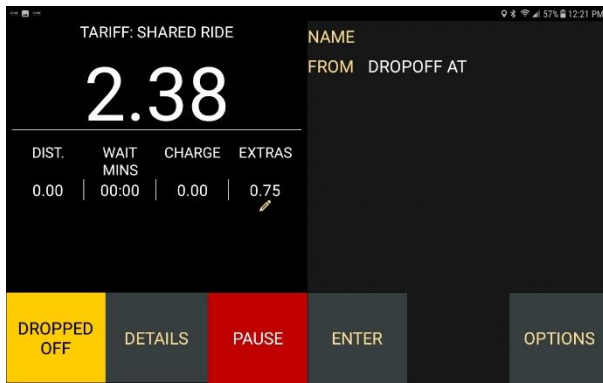 57% 12:21 PM
TARIFF: SHARED RIDE
2.38
DIST. WAIT MINS CHARGE EXTRAS
0.00 00:00 0.00 0.75
NAME
FROM DROPOFF AT
DROPPED OFF
DETAILS
PAUSE
ENTER
OPTIONS